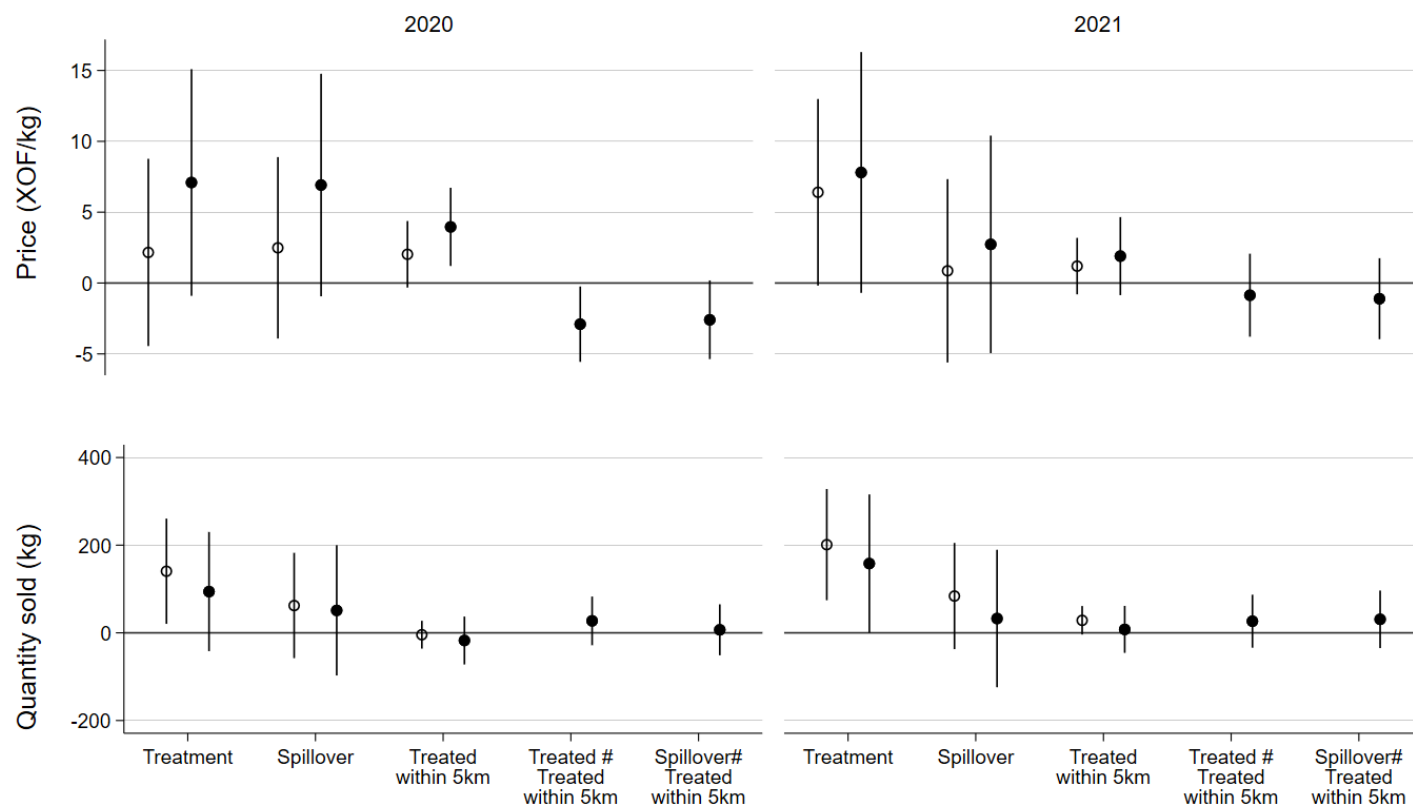 2020
2021
Price (XOF/kg)
15
10
5
0
-5
Quantity sold (kg)
400
200
0
-200
Treatment
Spillover
Treated
within 5km
Treated #
Treated
within 5km
Spillover#
Treated
within 5km
Treatment
Spillover
Treated
within 5km
Treated #
Treated
within 5km
Spillover#
Treated
within 5km